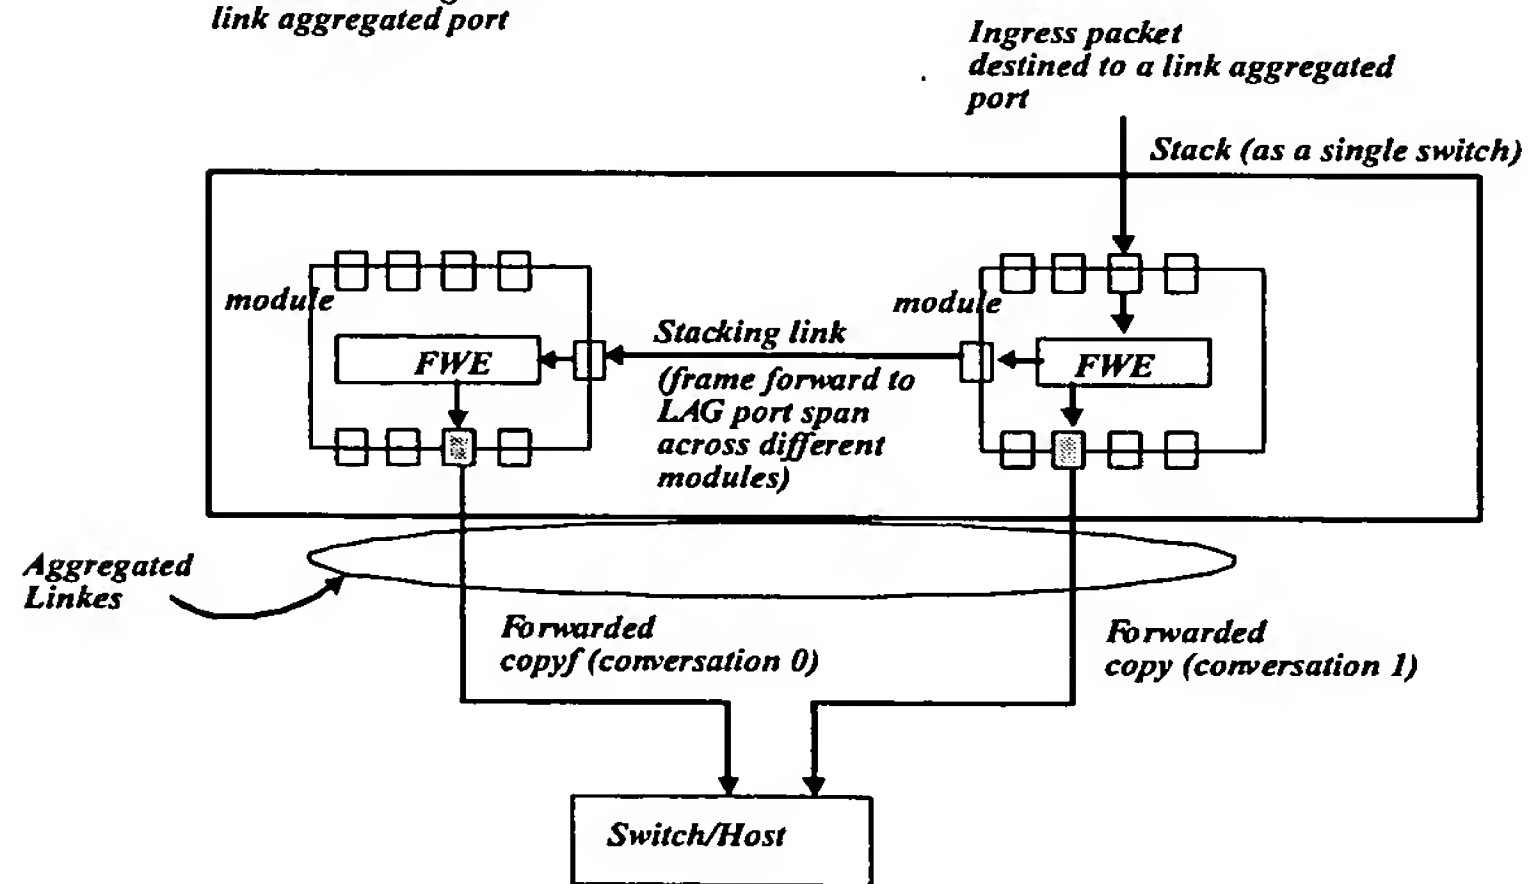 link aggregated port
Ingress packet
destined to a link aggregated
port
Stack (as a single switch)
module
module
Stacking link
FWE
FWE
(frame forward to
LAG port span
across different
modules)
Aggregated
Linkes
Forwarded
copyf (conversation 0)
Forwarded
copy (conversation 1)
Switch/Host